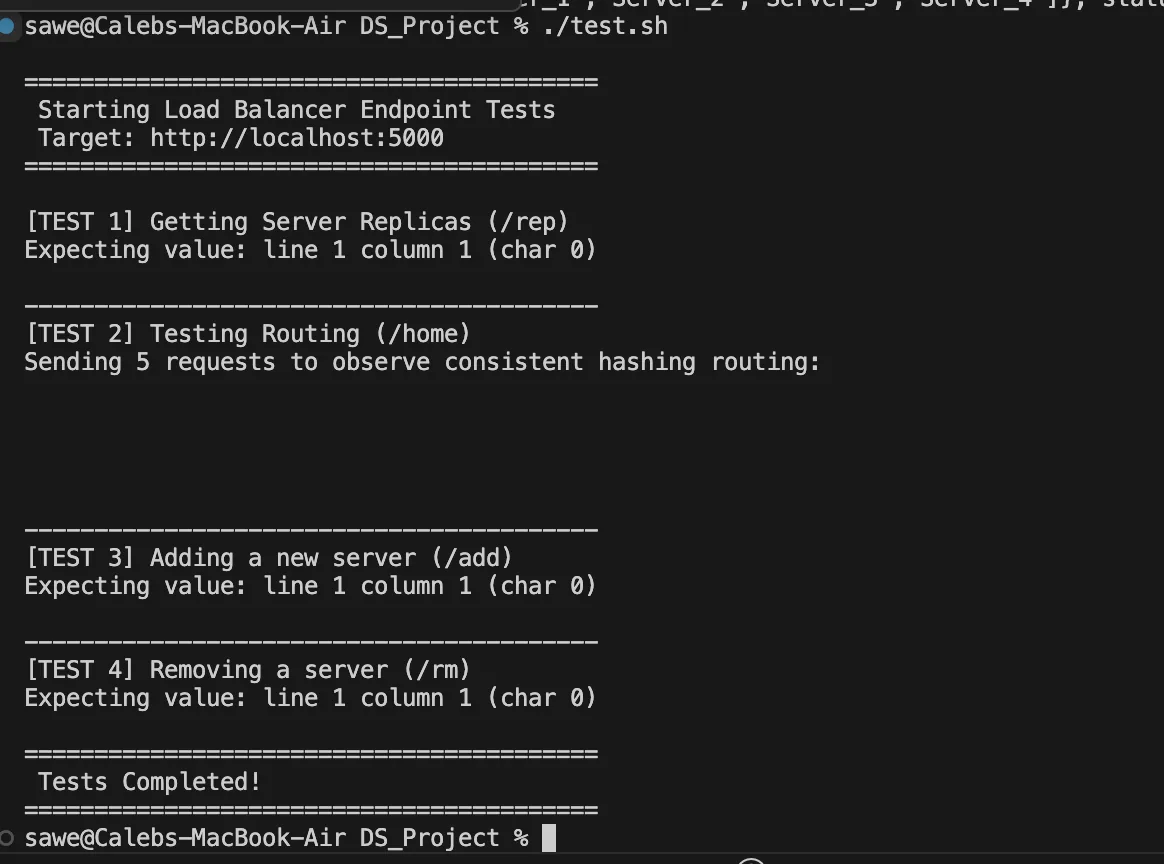 sawe@Calebs-MacBook-Air DS_Project % ./test.sh
=========================================
Starting Load Balancer Endpoint Tests
Target: http://localhost:5000
=========================================
[TEST 1] Getting Server Replicas (/rep)
Expecting value: line 1 column 1 (char 0)
-----------------------------------------
[TEST 2] Testing Routing (/home)
Sending 5 requests to observe consistent hashing routing:
-----------------------------------------
[TEST 3] Adding a new server (/add)
Expecting value: line 1 column 1 (char 0)
-----------------------------------------
[TEST 4] Removing a server (/rm)
Expecting value: line 1 column 1 (char 0)
=========================================
Tests Completed!
=========================================
sawe@Calebs-MacBook-Air DS_Project %